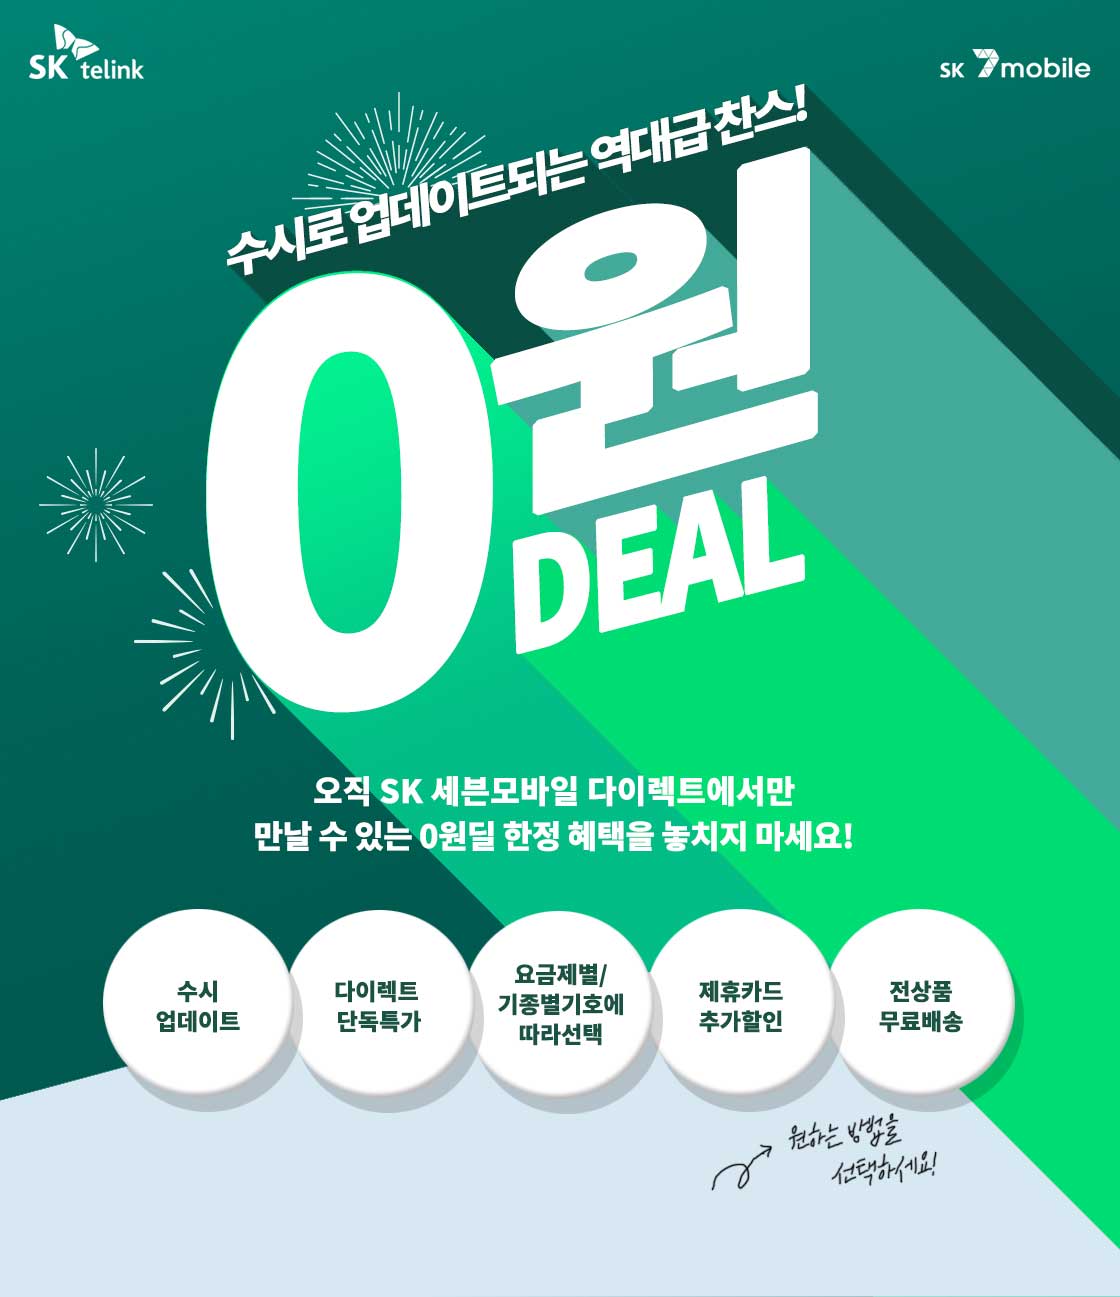 SK telink
SK 7mobile
수시로 업데이트되는 역대급 찬스!
0원
DEAL
오직 SK 세븐모바일 다이렉트에서만
만날 수 있는 0원딜 한정 혜택을 놓치지 마세요!
수시
업데이트
다이렉트
단독특가
요금제별/
기종별기호에
따라선택
제휴카드
추가할인
전상품
무료배송
원하는 방법을
선택하세요!